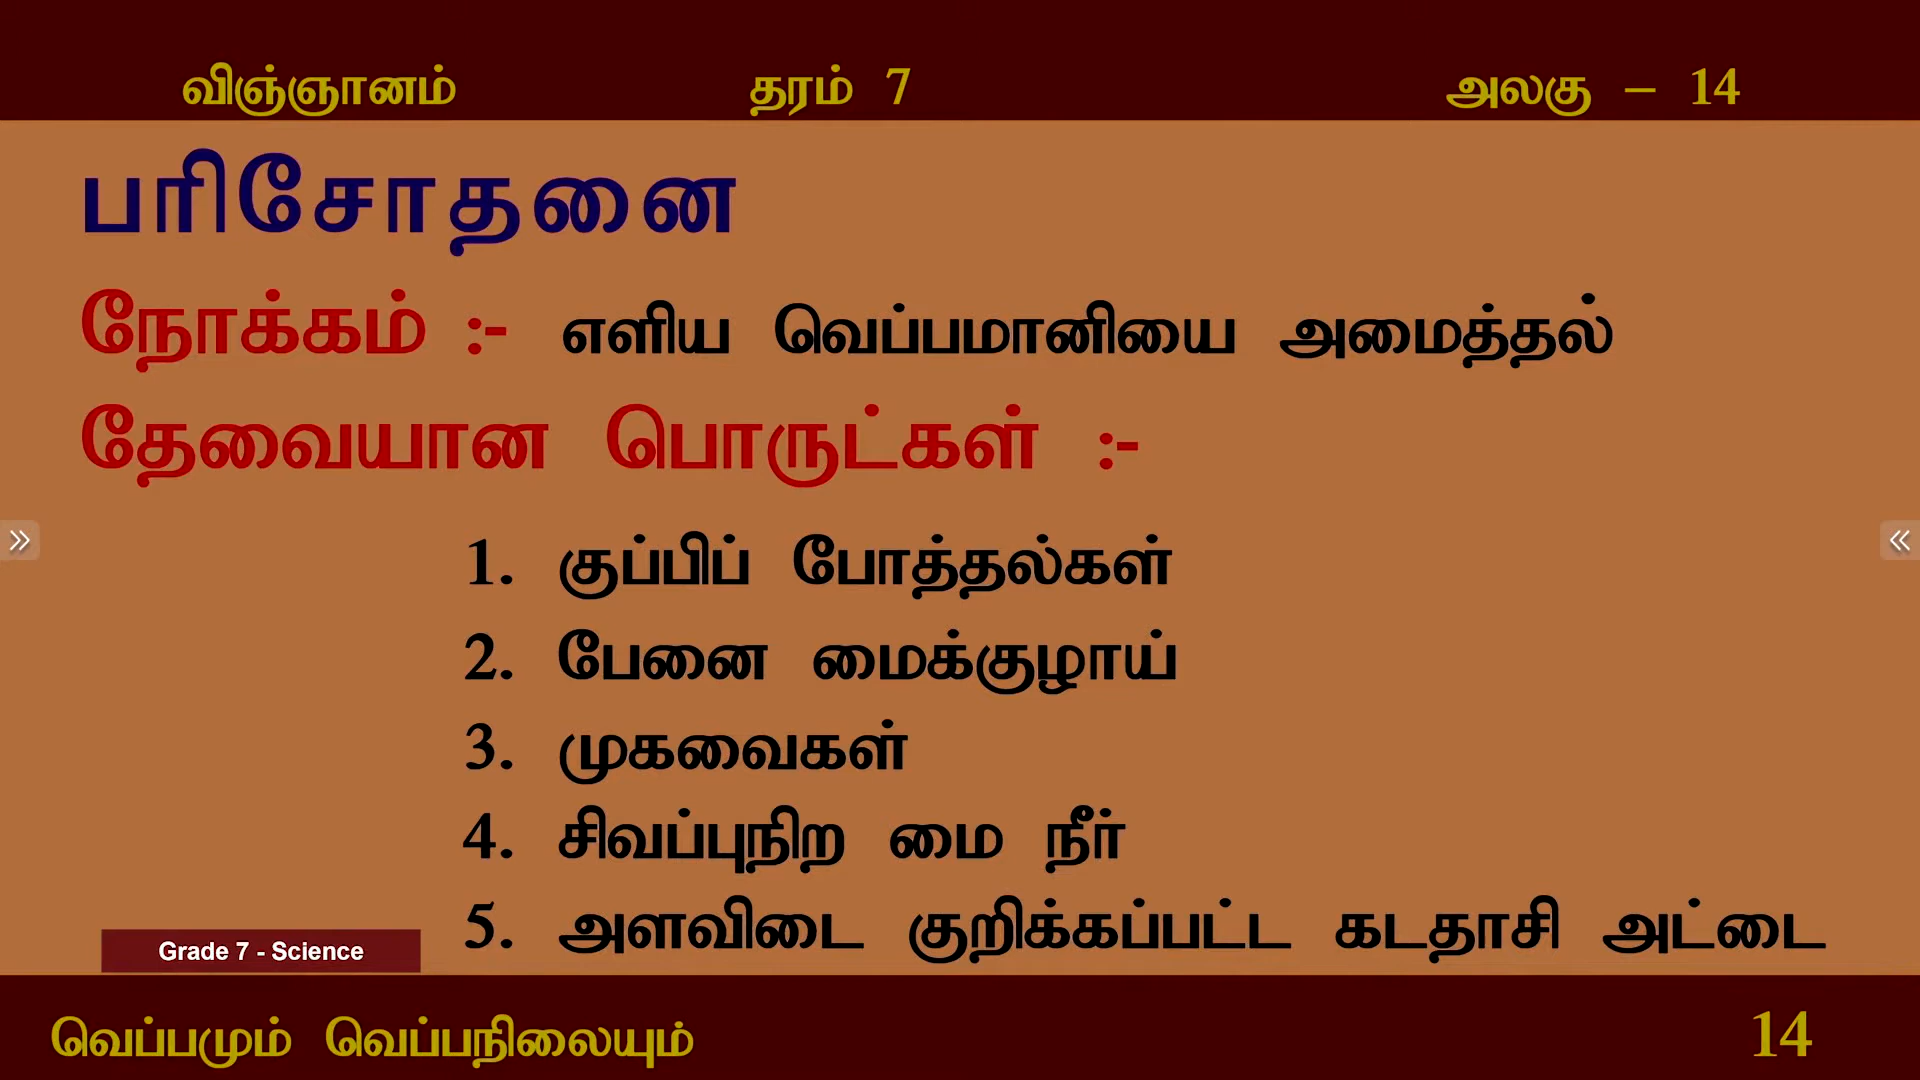 விஞ்ஞானம் தரம் 7 அலகு – 14
பரிசோதனை
நோக்கம் :- எளிய வெப்பமானியை அமைத்தல்
தேவையான பொருட்கள் :-
1. குப்பிப் போத்தல்கள்
2. பேனை மைக்குழாய்
3. முகவைகள்
4. சிவப்புநிற மை நீர்
5. அளவிடை குறிக்கப்பட்ட கடதாசி அட்டை
Grade 7 - Science
வெப்பமும் வெப்பநிலையும் 14